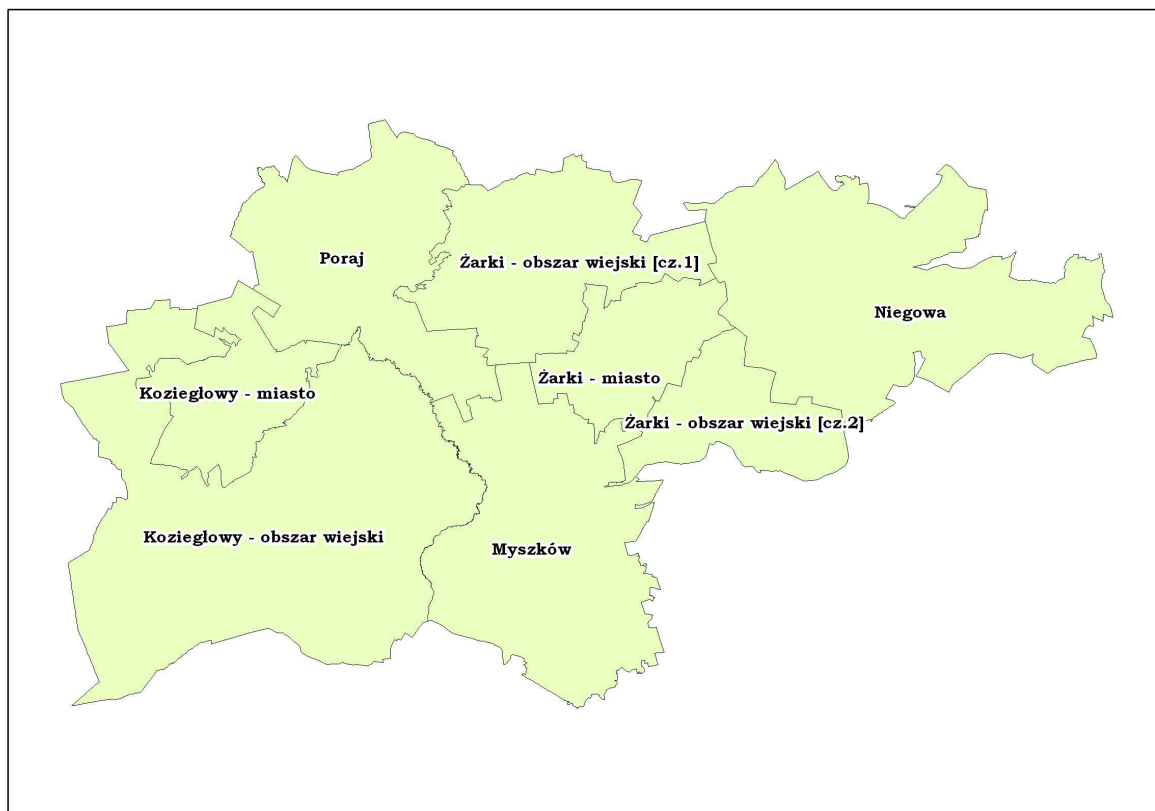 Poraj
Żarki - obszar wiejski [cz.1]
Niegowa
Żarki - miasto
Koziegłowy - miasto
Żarki - obszar wiejski [cz.2]
Koziegłowy - obszar wiejski
Myszków